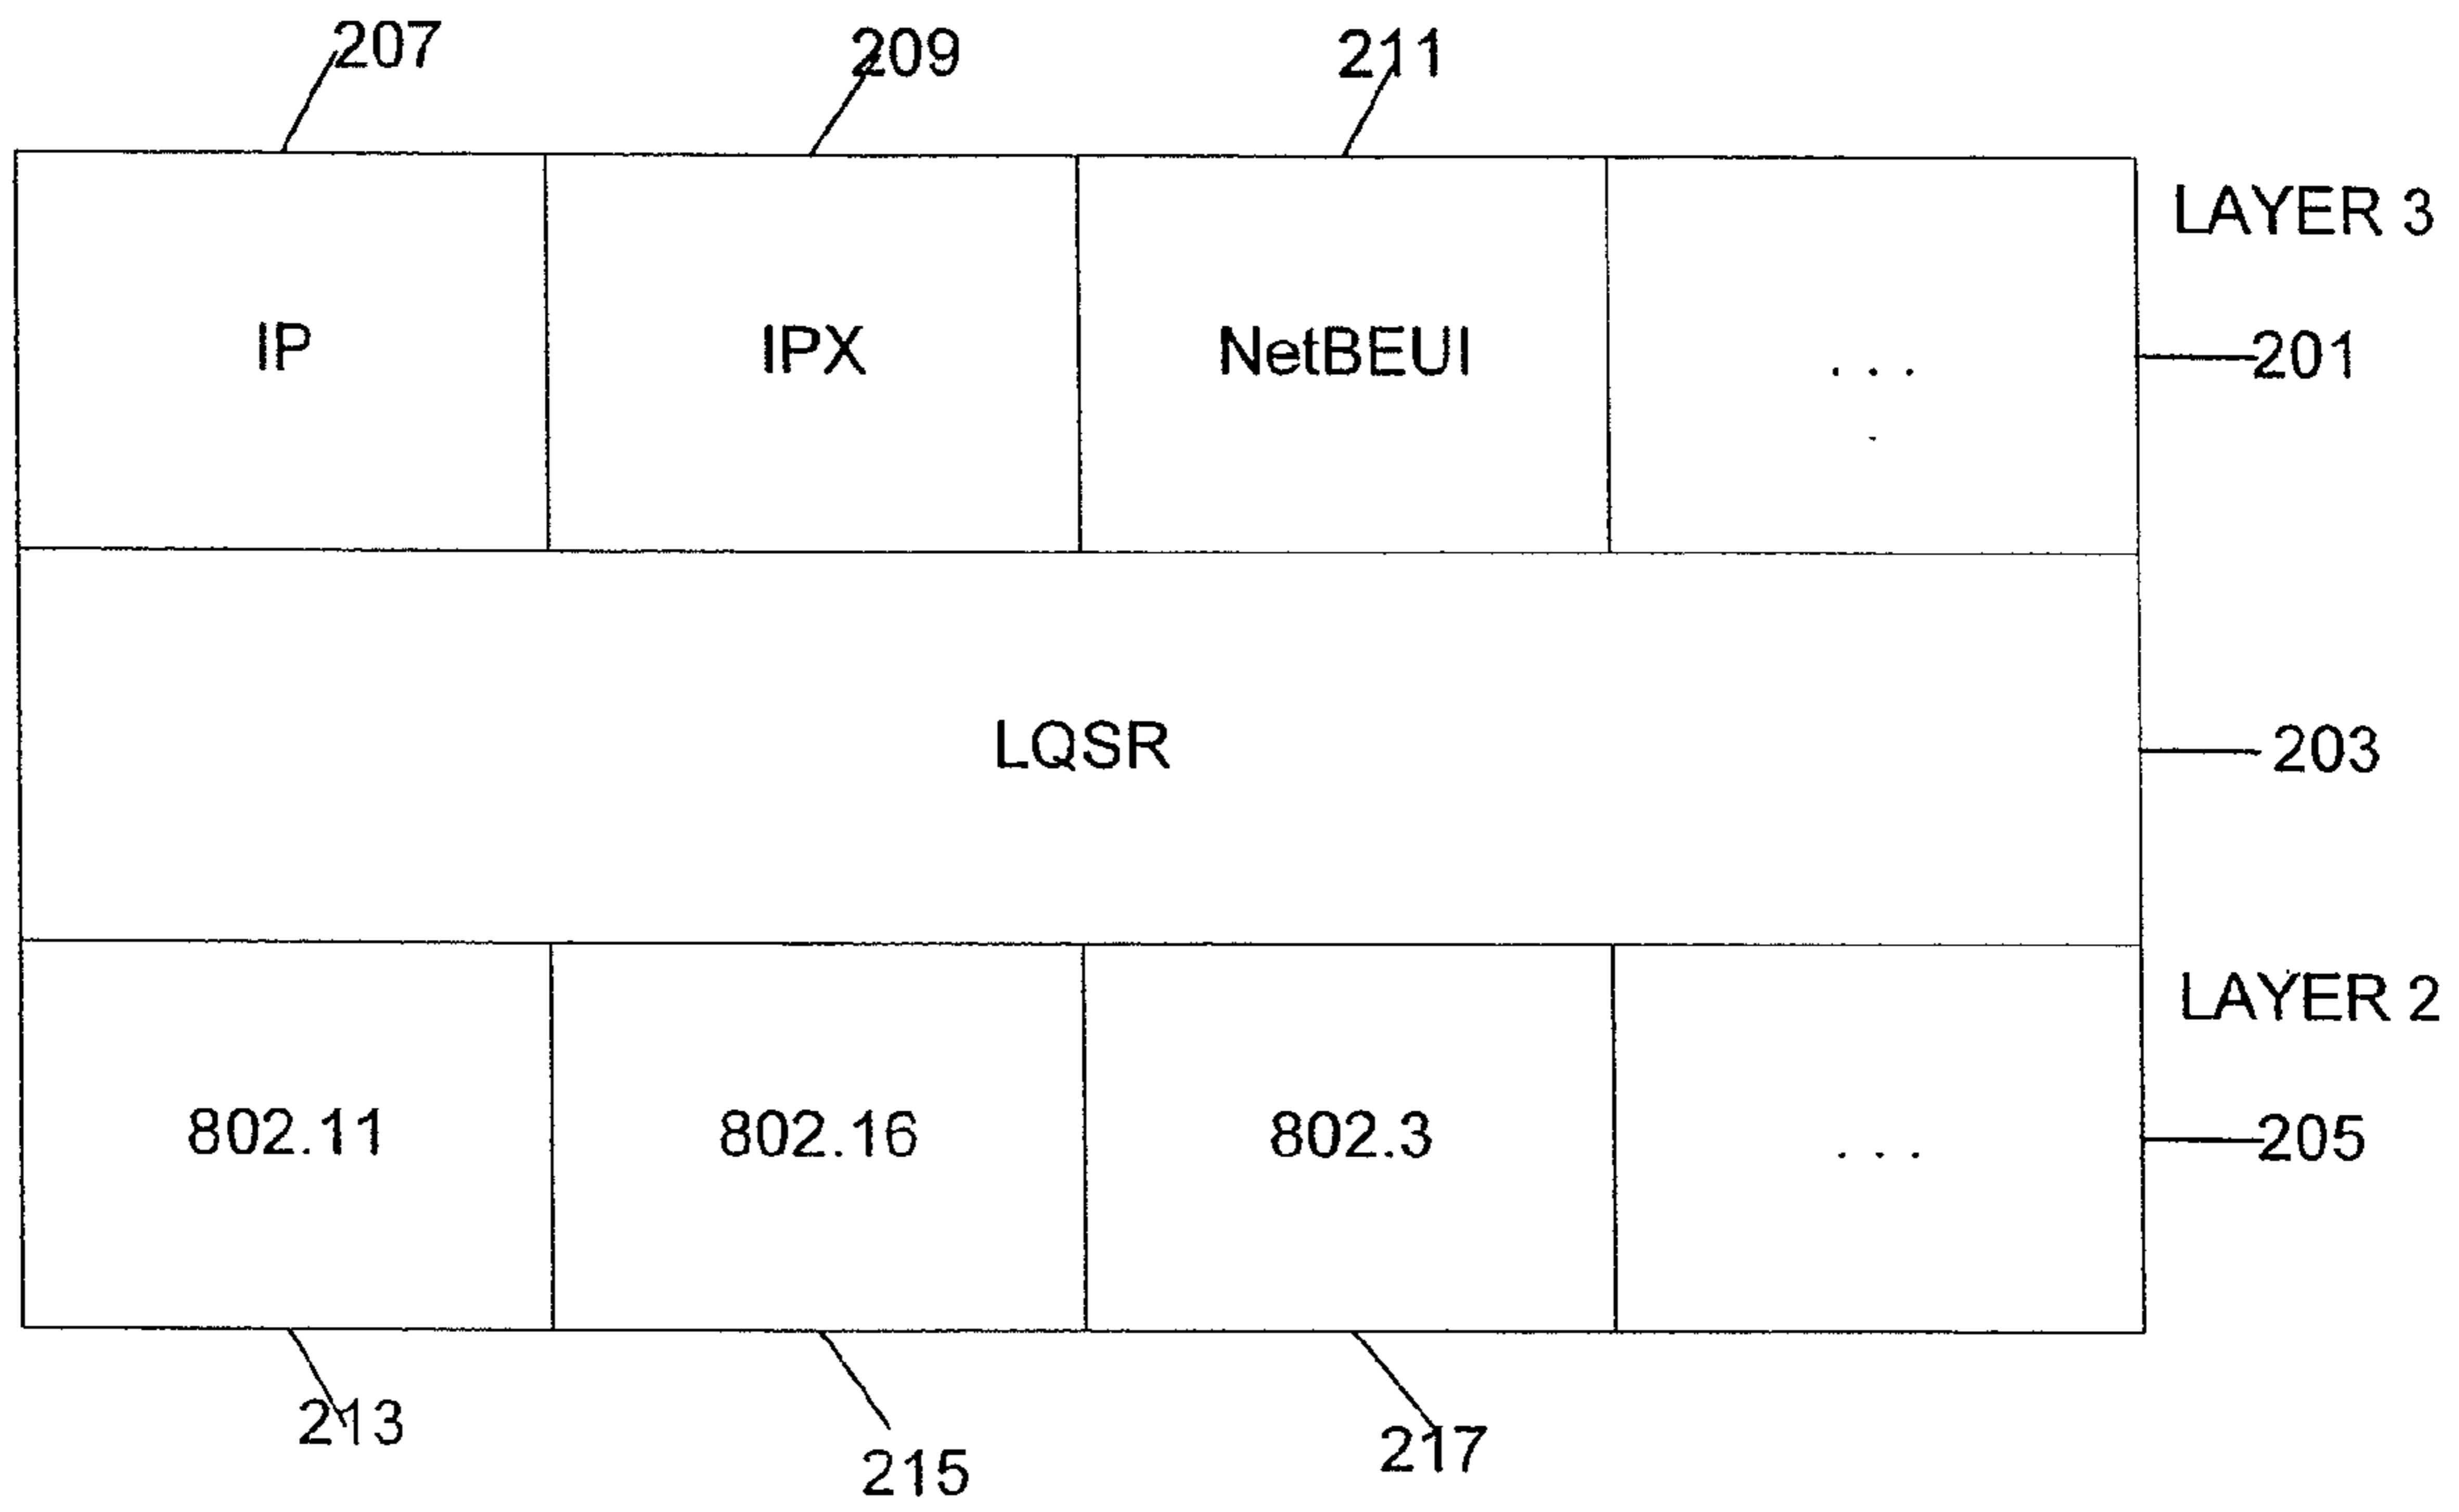 207 209 211
LAYER 3
IP IPX NetBEUI ... 201
LQSR 203
LAYER 2
802.11 802.16 802.3 ... 205
213 215 217